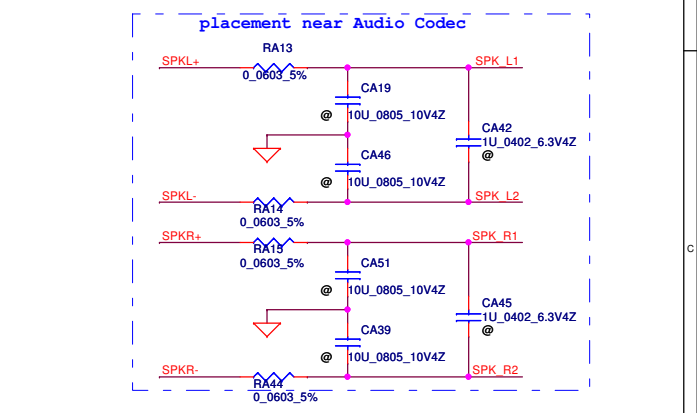 placement near Audio Codec
RA13
SPKL+
SPK_L1
0_0603_5%
CA19
@
10U_0805_10V4Z
CA42
1U_0402_6.3V4Z
@
CA46
@
10U_0805_10V4Z
SPKL-
SPK_L2
RA14
0_0603_5%
SPKR+
SPK_R1
RA15
0_0603_5%
CA51
@
10U_0805_10V4Z
CA45
1U_0402_6.3V4Z
@
CA39
@
10U_0805_10V4Z
SPKR-
SPK_R2
RA44
0_0603_5%
C